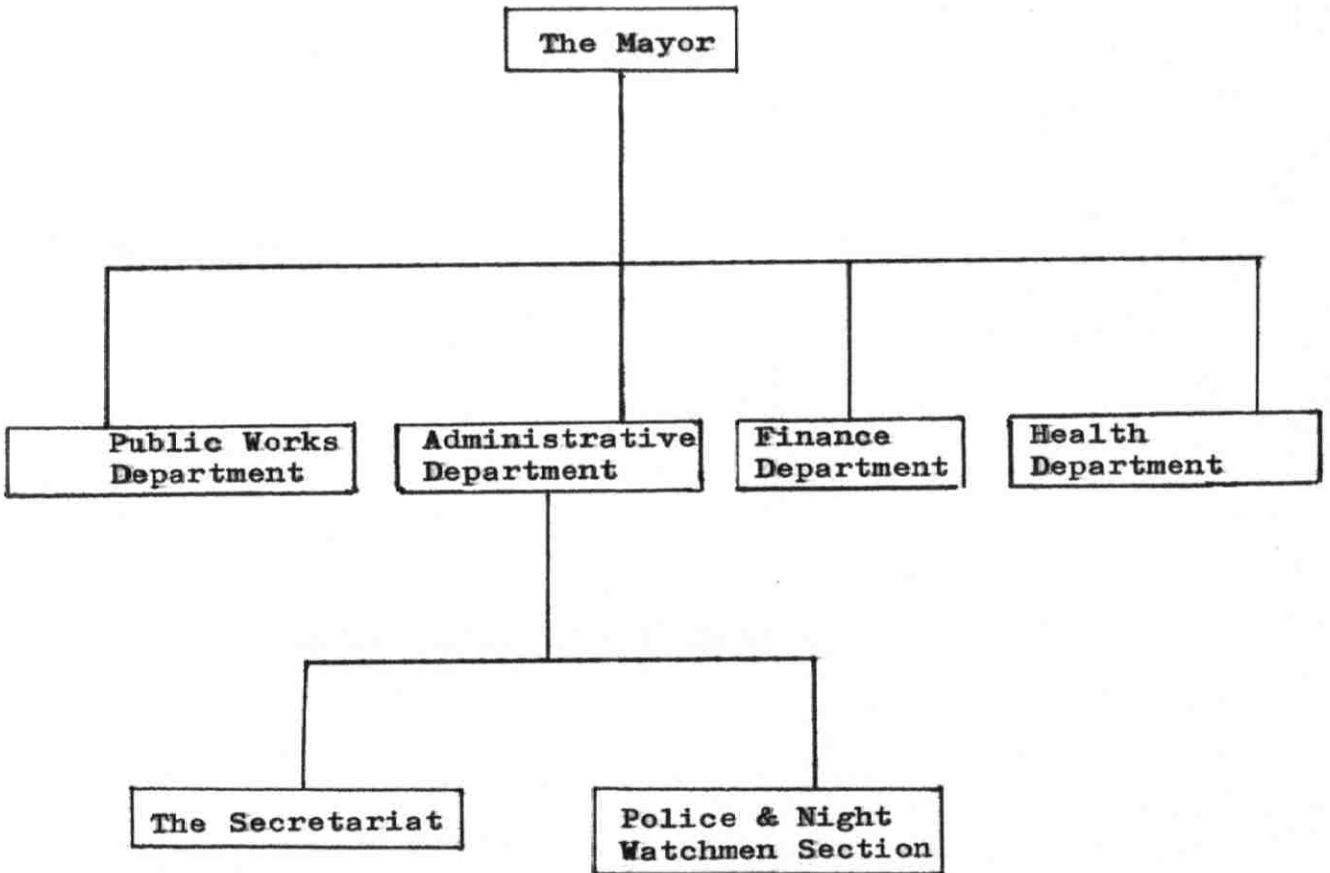 The Mayor
Public Works
Department
Administrative
Department
Finance
Department
Health
Department
The Secretariat
Police & Night
Watchmen Section